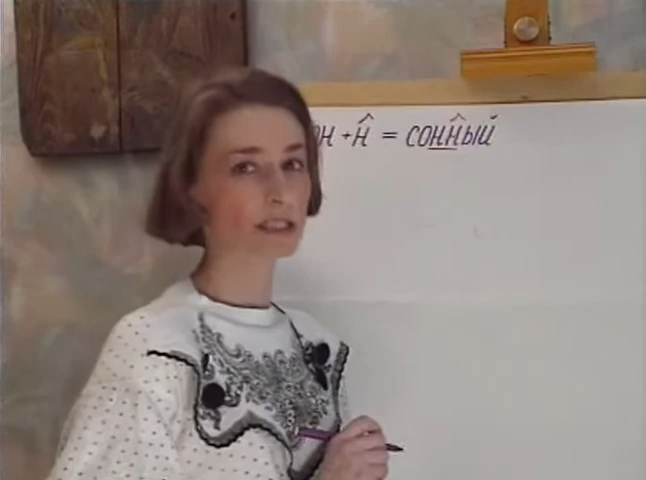 он + н = сонный